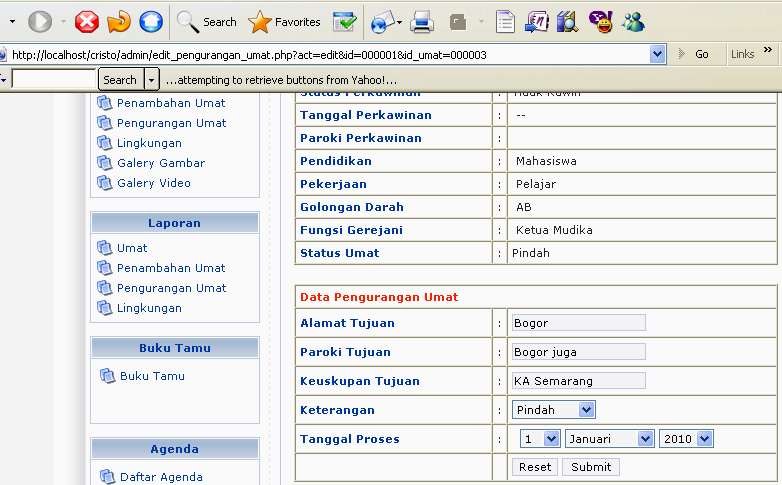 Search Favorites
http://localhost/cristo/admin/edit_pengurangan_umat.php?act=edit&id=000001&id_umat=000003 Go Links »
Search ...attempting to retrieve buttons from Yahoo!...
Penambahan Umat
Pengurangan Umat
Lingkungan
Galery Gambar
Galery Video
Laporan
Umat
Penambahan Umat
Pengurangan Umat
Lingkungan
Buku Tamu
Buku Tamu
Agenda
Daftar Agenda
Status Perkawinan : Tidak Kawin
Tanggal Perkawinan : --
Paroki Perkawinan :
Pendidikan : Mahasiswa
Pekerjaan : Pelajar
Golongan Darah : AB
Fungsi Gerejani : Ketua Mudika
Status Umat : Pindah
Data Pengurangan Umat
Alamat Tujuan : Bogor
Paroki Tujuan : Bogor juga
Keuskupan Tujuan : KA Semarang
Keterangan : Pindah
Tanggal Proses : 1 Januari 2010
Reset Submit